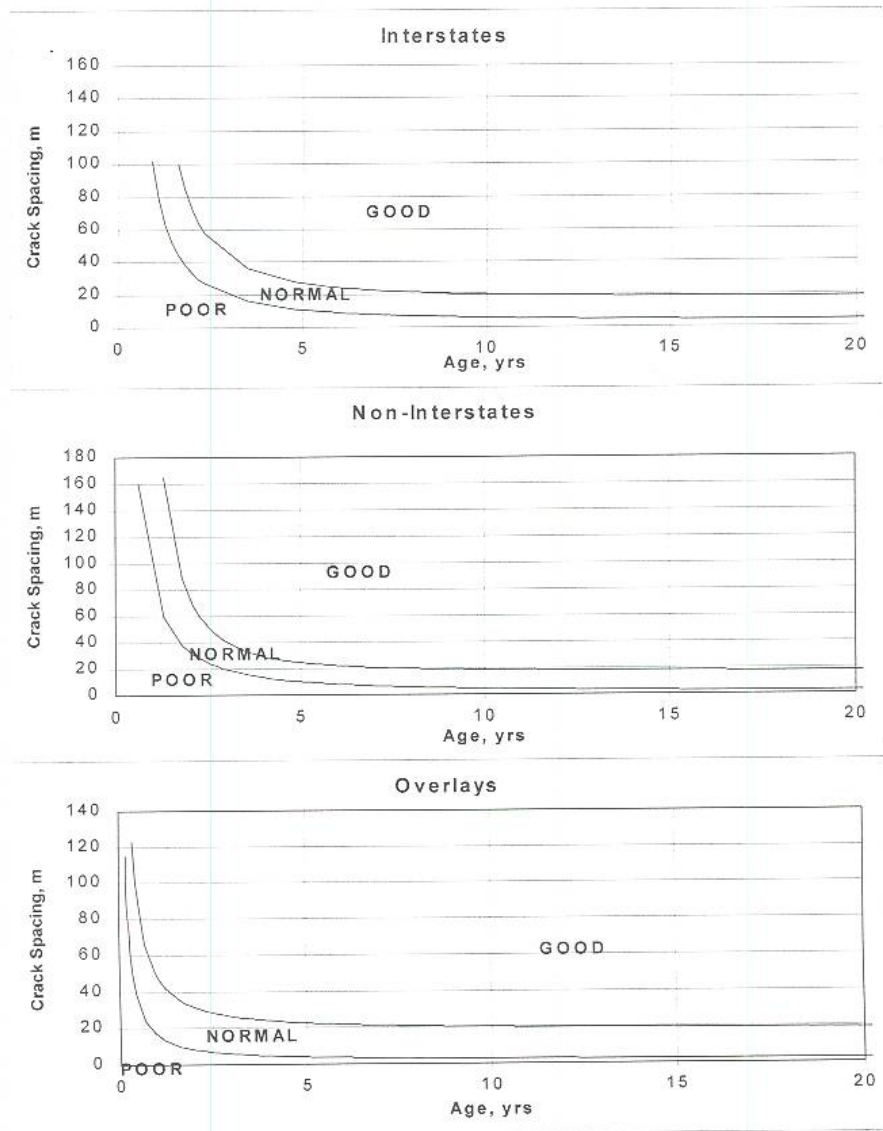 Interstates
160
140
120
100
80
60
40
20
0
Crack Spacing, m
GOOD
NORMAL
POOR
0 5 10 15 20
Age, yrs
Non-Interstates
180
160
140
120
100
80
60
40
20
0
Crack Spacing, m
GOOD
NORMAL
POOR
0 5 10 15 20
Age, yrs
Overlays
140
120
100
80
60
40
20
0
Crack Spacing, m
GOOD
NORMAL
POOR
0 5 10 15 20
Age, yrs